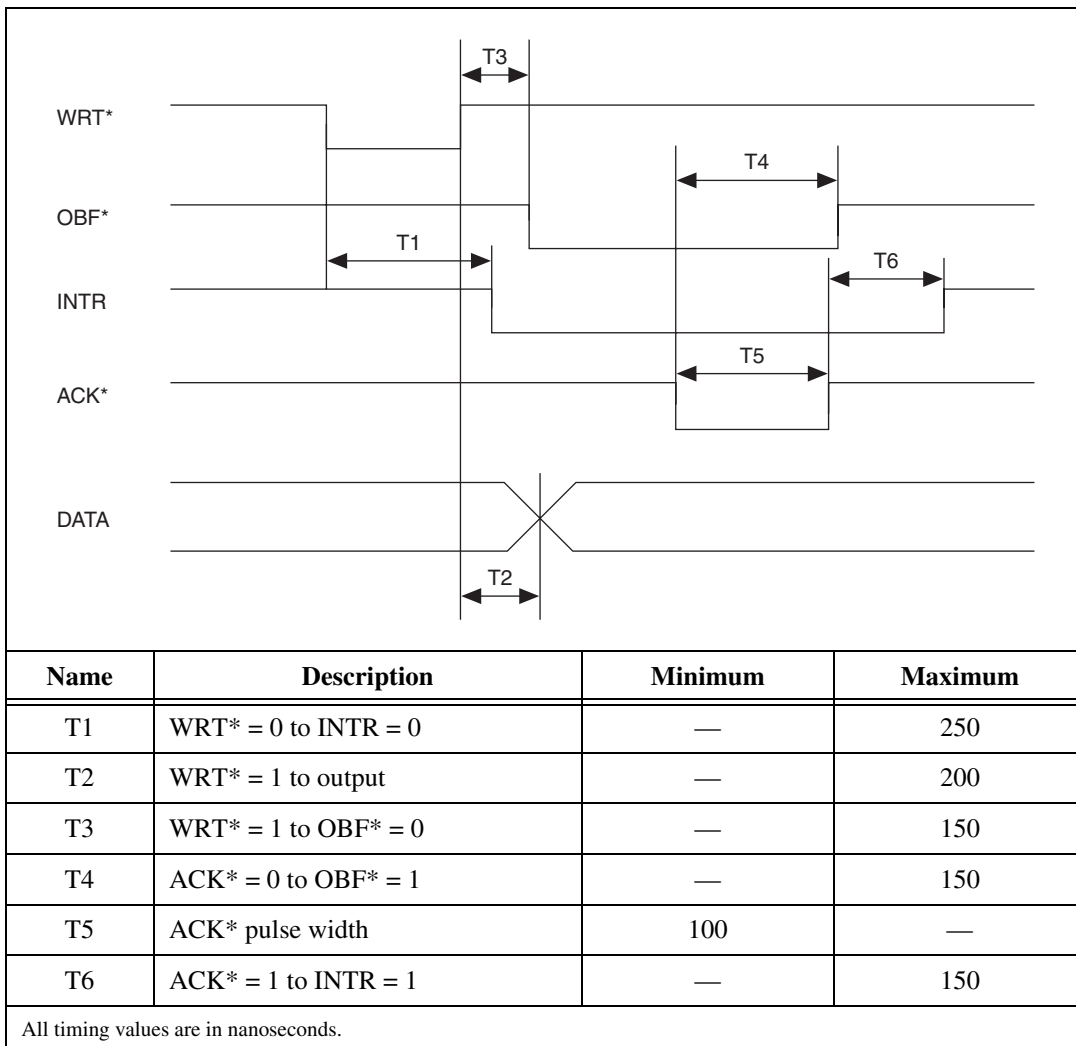 T3
WRT*
T4
OBF*
T1
T6
INTR
T5
ACK*
DATA
T2
Name Description Minimum Maximum
T1 WRT* = 0 to INTR = 0 — 250
T2 WRT* = 1 to output — 200
T3 WRT* = 1 to OBF* = 0 — 150
T4 ACK* = 0 to OBF* = 1 — 150
T5 ACK* pulse width 100 —
T6 ACK* = 1 to INTR = 1 — 150
All timing values are in nanoseconds.